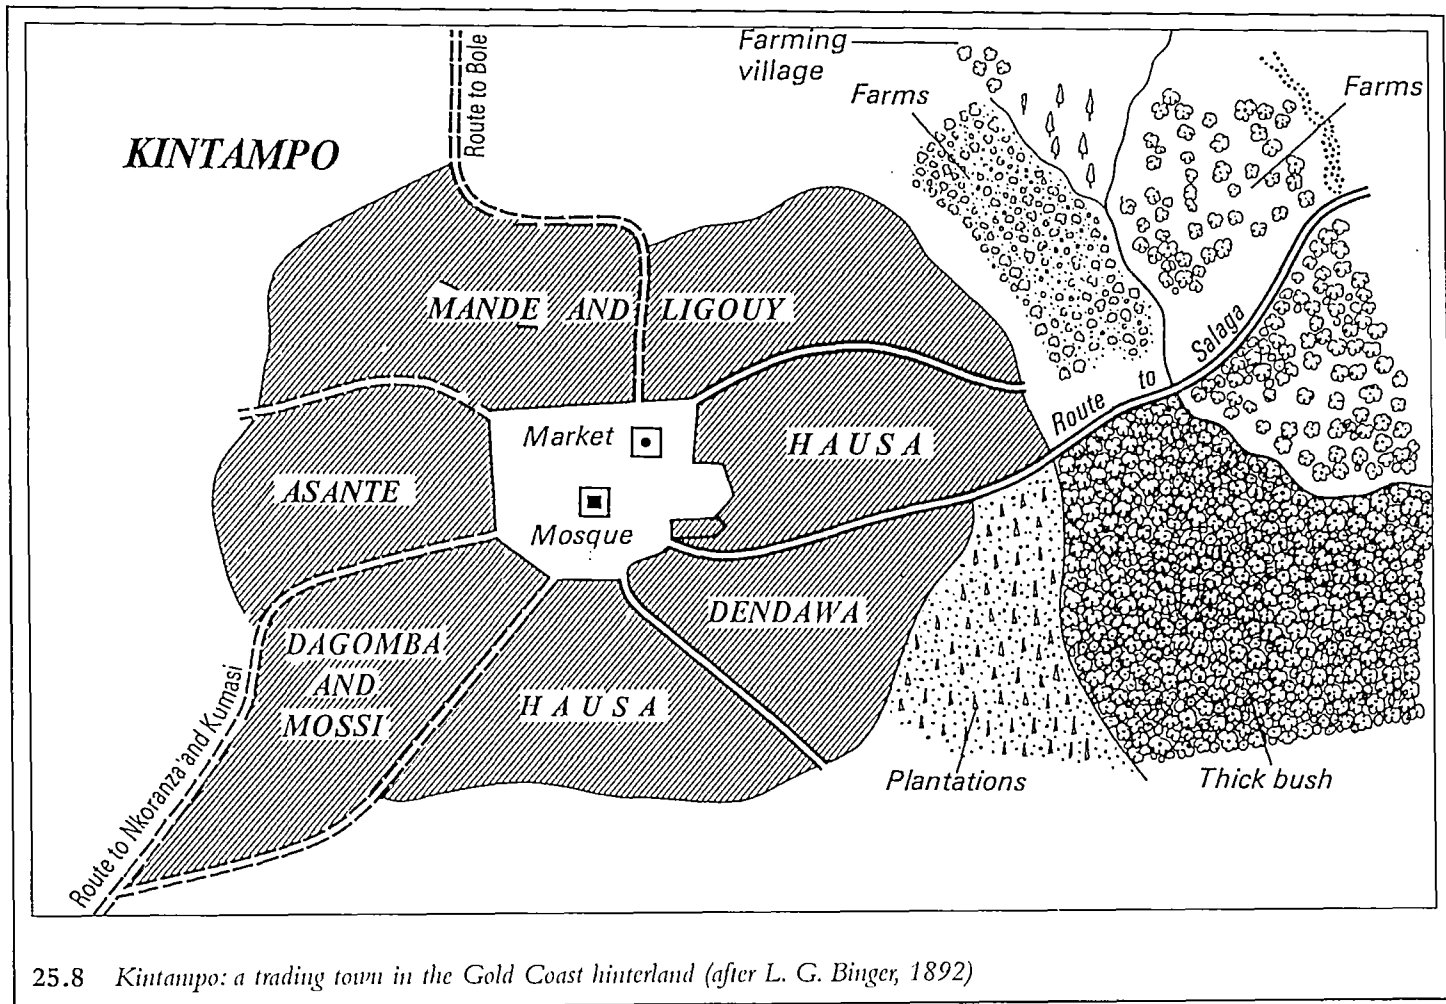 KINTAMPO
Route to Bole
Farming
village
Farms
Farms
MANDE AND LIGOUY
Route to Salaga
Market
HAUSA
ASANTE
Mosque
DENDAWA
DAGOMBA
AND
MOSSI
HAUSA
Route to Nkoranza and Kumasi
Plantations
Thick bush
25.8 Kintampo: a trading town in the Gold Coast hinterland (after L. G. Binger, 1892)